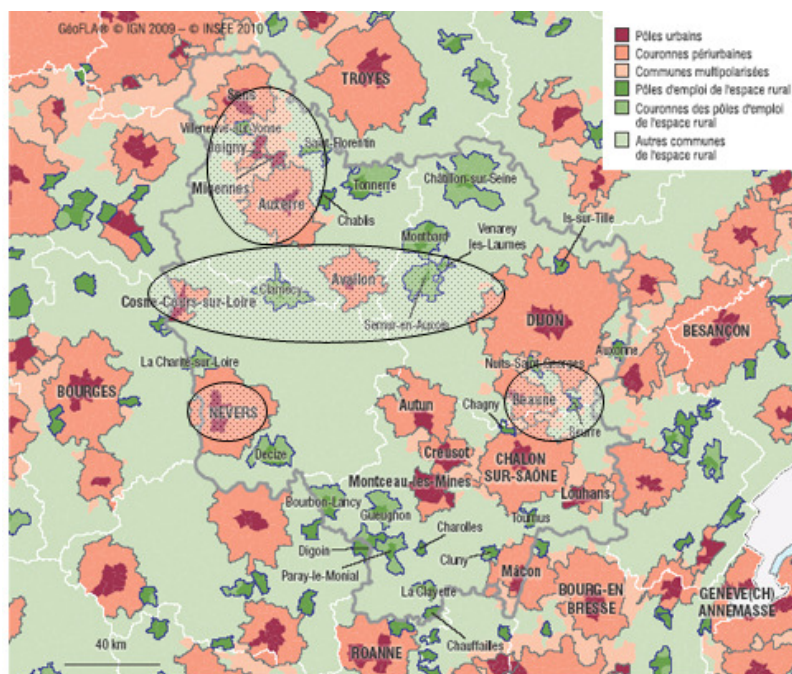 GéoFLA® © IGN 2009 – © INSEE 2010
Pôles urbains
Couronnes périurbaines
Communes multipolarisées
Pôles d'emploi de l'espace rural
Couronnes des pôles d'emploi
de l'espace rural
Autres communes
de l'espace rural
TROYES
Sens
Villeneuve-sur-Yonne
Joigny
Saint-Florentin
Migennes
Auxerre
Tonnerre
Châtillon-sur-Seine
Chablis
Is-sur-Tille
Montbard
Venarey
les-Laumes
Avallon
Clamecy
Cosne-Cours-sur-Loire
Semur-en-Auxois
DIJON
BESANÇON
Auxonne
La Charité-sur-Loire
Nuits-Saint-Georges
BOURGES
NEVERS
Autun
Chagny
Beaune
Seurre
Decize
Creusot
CHALON
SUR-SAÔNE
Montceau-les-Mines
Louhans
Bourbon-Lancy
Gueugnon
Tournus
Digoin
Charolles
Cluny
Paray-le-Monial
Mâcon
BOURG-EN
BRESSE
GENÈVE(CH)
ANNEMASSE
La Clayette
Chauffailles
ROANNE
40 km